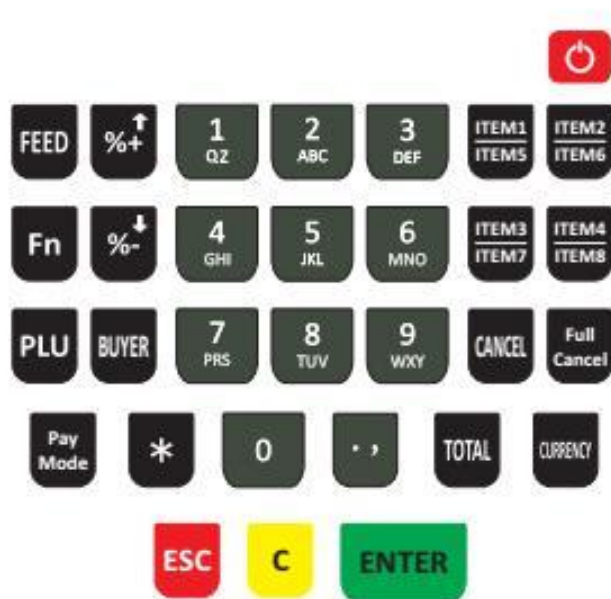 FEED
%+
1
QZ
2
ABC
3
DEF
ITEM1
ITEM5
ITEM2
ITEM6
Fn
%-
4
GHI
5
JKL
6
MNO
ITEM3
ITEM7
ITEM4
ITEM8
PLU
BUYER
7
PRS
8
TUV
9
WXY
CANCEL
Full
Cancel
Pay
Mode
*
0
. ,
TOTAL
CURRENCY
ESC
C
ENTER